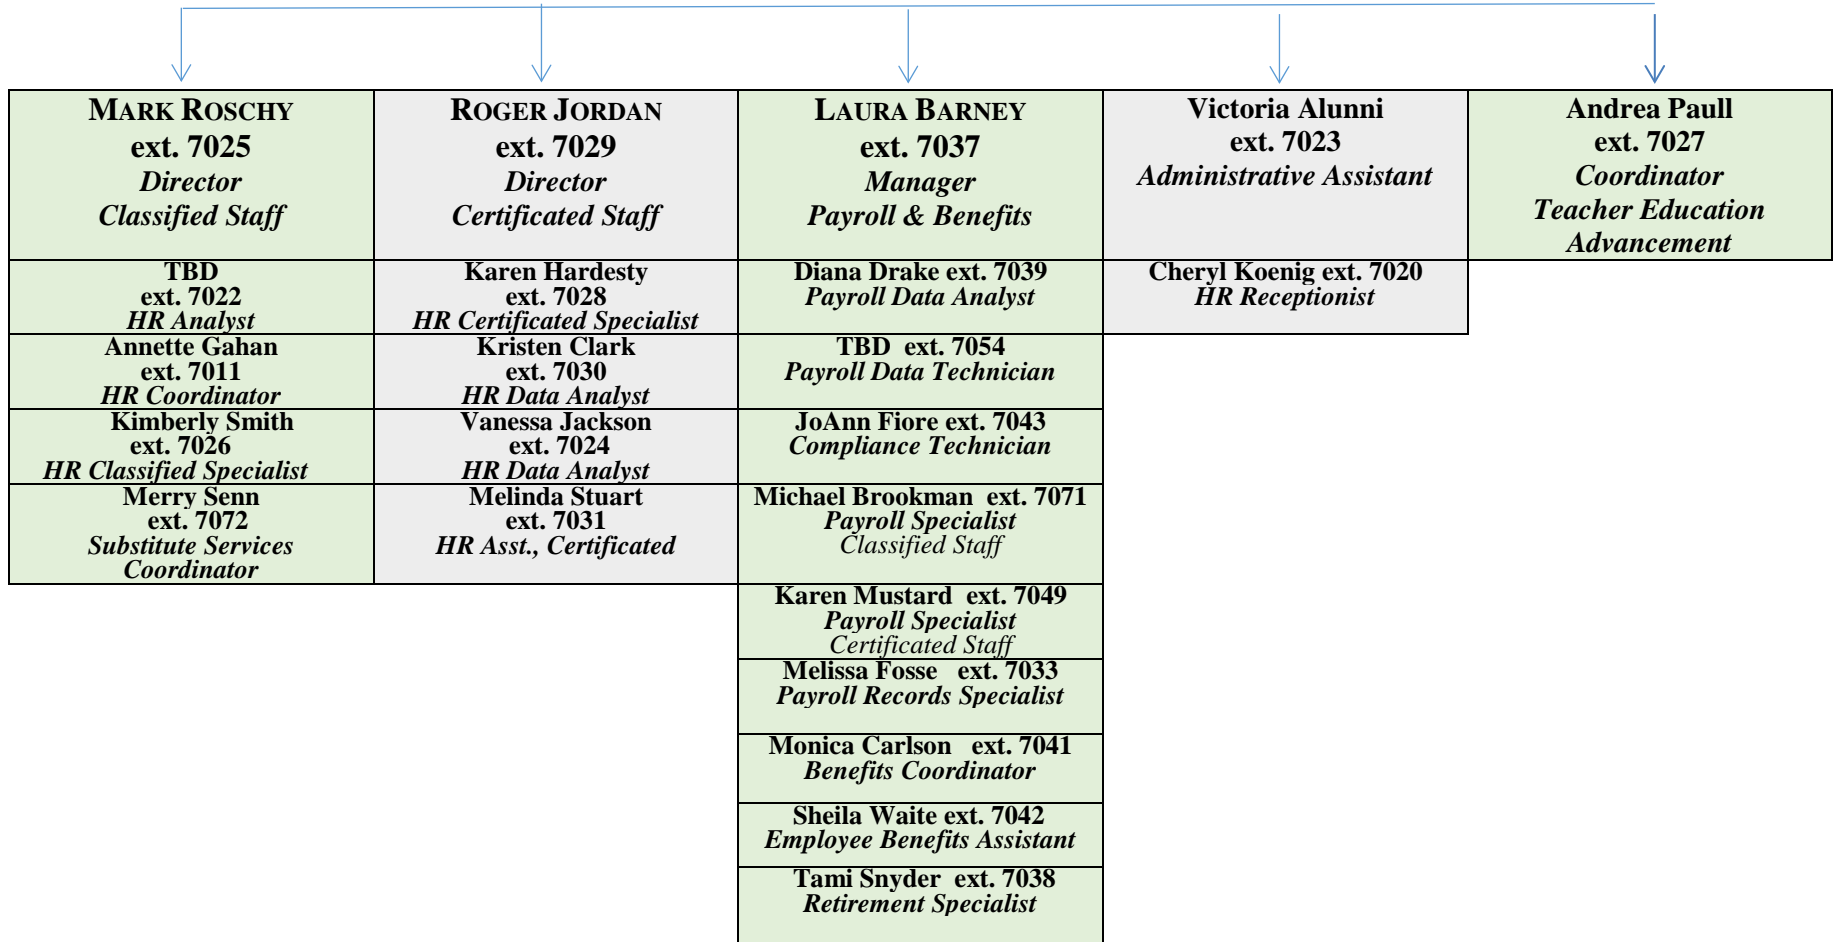 MARK ROSCHY
ext. 7025
Director
Classified Staff
TBD
ext. 7022
HR Analyst
Annette Gahan
ext. 7011
HR Coordinator
Kimberly Smith
ext. 7026
HR Classified Specialist
Merry Senn
ext. 7072
Substitute Services
Coordinator
ROGER JORDAN
ext. 7029
Director
Certificated Staff
Karen Hardesty
ext. 7028
HR Certificated Specialist
Kristen Clark
ext. 7030
HR Data Analyst
Vanessa Jackson
ext. 7024
HR Data Analyst
Melinda Stuart
ext. 7031
HR Asst., Certificated
LAURA BARNEY
ext. 7037
Manager
Payroll & Benefits
Diana Drake ext. 7039
Payroll Data Analyst
TBD ext. 7054
Payroll Data Technician
JoAnn Fiore ext. 7043
Compliance Technician
Michael Brookman ext. 7071
Payroll Specialist
Classified Staff
Karen Mustard ext. 7049
Payroll Specialist
Certificated Staff
Melissa Fosse ext. 7033
Payroll Records Specialist
Monica Carlson ext. 7041
Benefits Coordinator
Sheila Waite ext. 7042
Employee Benefits Assistant
Tami Snyder ext. 7038
Retirement Specialist
Victoria Alunni
ext. 7023
Administrative Assistant
Cheryl Koenig ext. 7020
HR Receptionist
Andrea Paull
ext. 7027
Coordinator
Teacher Education
Advancement